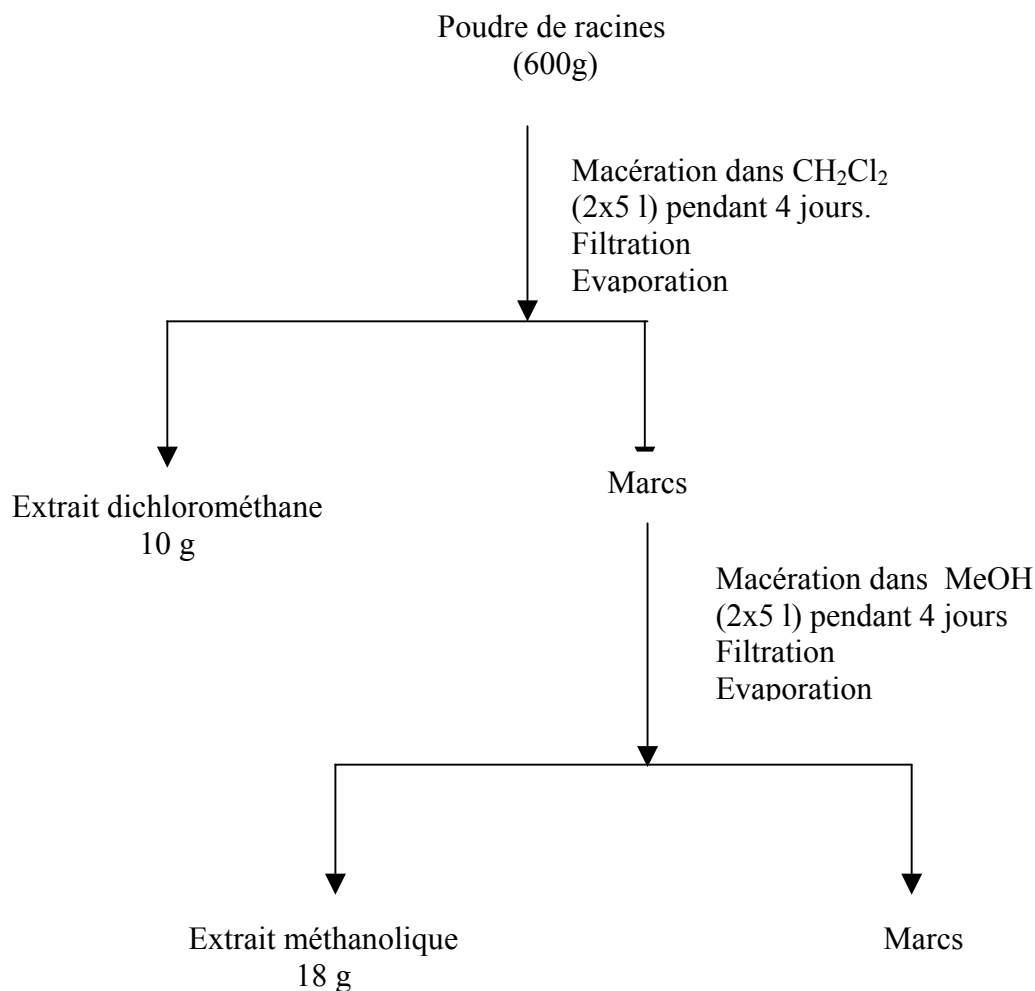 Poudre de racines
(600g)
Macération dans CH₂Cl₂
(2x5 l) pendant 4 jours.
Filtration
Evaporation
Extrait dichlorométhane
10 g
Marcs
Macération dans  MeOH
(2x5 l) pendant 4 jours
Filtration
Evaporation
Extrait méthanolique
18 g
Marcs